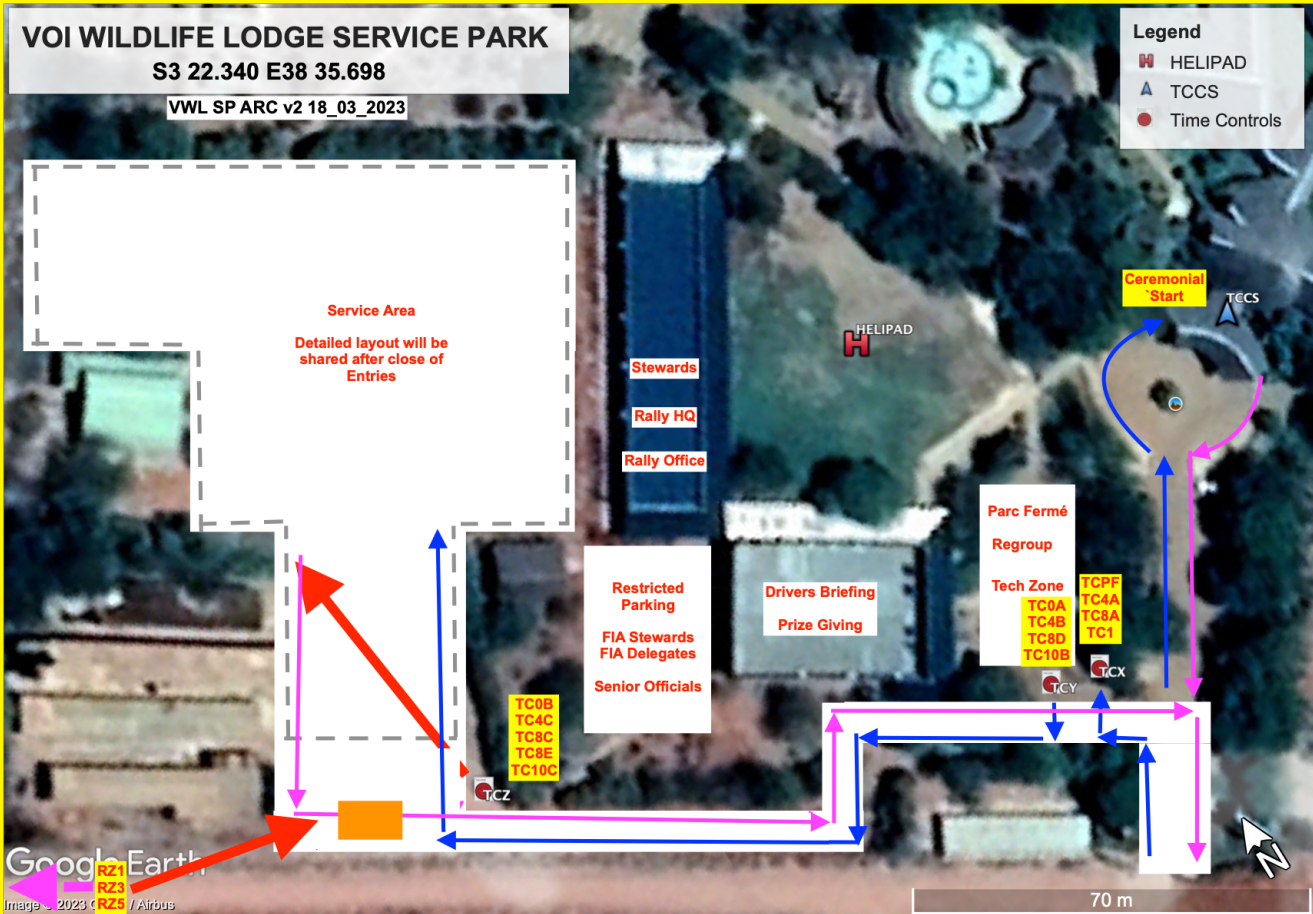 VOI WILDLIFE LODGE SERVICE PARK
S3 22.340 E38 35.698
VWL SP ARC v2 18_03_2023
Legend
H HELIPAD
TCCS
Time Controls
Service Area
Detailed layout will be
shared after close of
Entries
Stewards
Rally HQ
Rally Office
H HELIPAD
Ceremonial
`Start
TCCS
Restricted
Parking
FIA Stewards
FIA Delegates
Senior Officials
Drivers Briefing
Prize Giving
Parc Fermé
Regroup
Tech Zone
TC0A
TC4B
TC8D
TC10B
TCPF
TC4A
TC8A
TC1
TCY
TCX
TC0B
TC4C
TC8C
TC8E
TC10C
TCZ
Google Earth
RZ1
RZ3
RZ5
Image © 2023 / Airbus
N
70 m